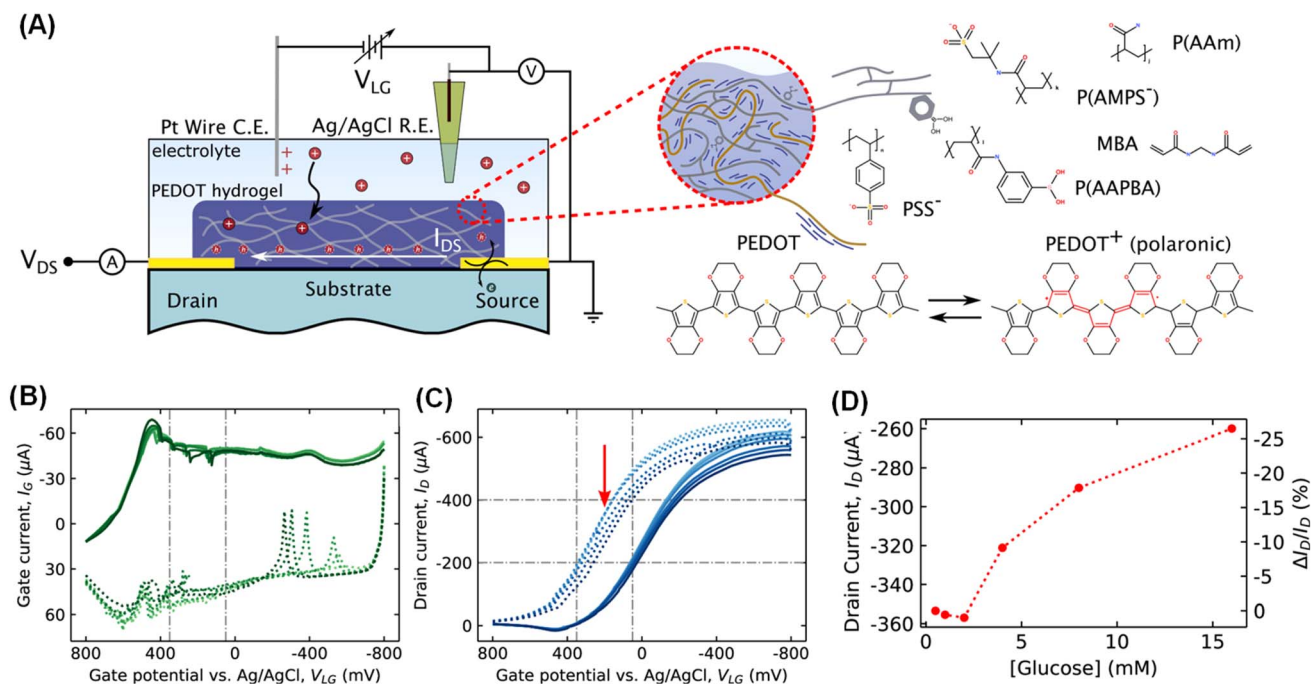 (A)
V_LG
V
Pt Wire C.E.
Ag/AgCl R.E.
electrolyte
PEDOT hydrogel
I_DS
V_DS
A
Drain
Substrate
Source
P(AAm)
P(AMPS⁻)
MBA
P(AAPBA)
PSS⁻
PEDOT
PEDOT⁺ (polaronic)
(B)
Gate current, I_G (µA)
-60
-30
0
30
60
800
400
0
-400
-800
Gate potential vs. Ag/AgCl, V_LG (mV)
(C)
Drain current, I_D (µA)
-600
-400
-200
0
800
400
0
-400
-800
Gate potential vs. Ag/AgCl, V_LG (mV)
(D)
Drain Current, I_D (µA)
-260
-280
-300
-320
-340
-360
0
5
10
15
[Glucose] (mM)
-25
-20
-15
-10
-5
0
ΔI_D/I_D (%)